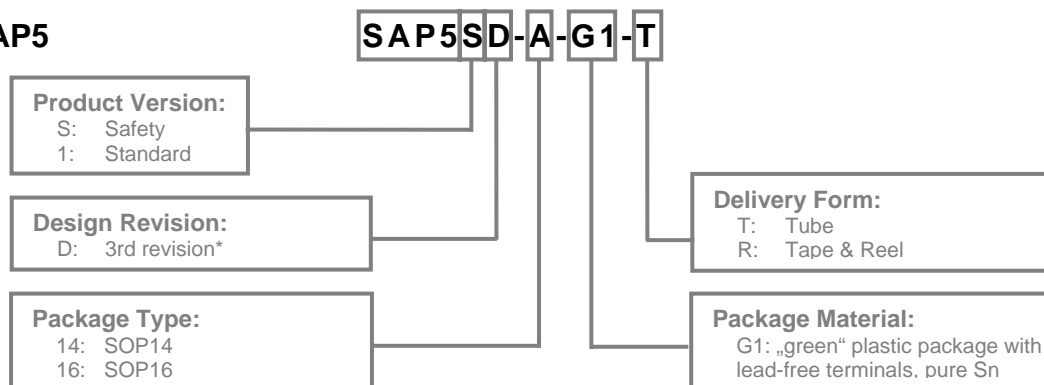 AP5
SAP5SD-A-G1-T
Product Version:
S: Safety
1: Standard
Design Revision:
D: 3rd revision*
Package Type:
14: SOP14
16: SOP16
Delivery Form:
T: Tube
R: Tape & Reel
Package Material:
G1: „green“ plastic package with
lead-free terminals, pure Sn